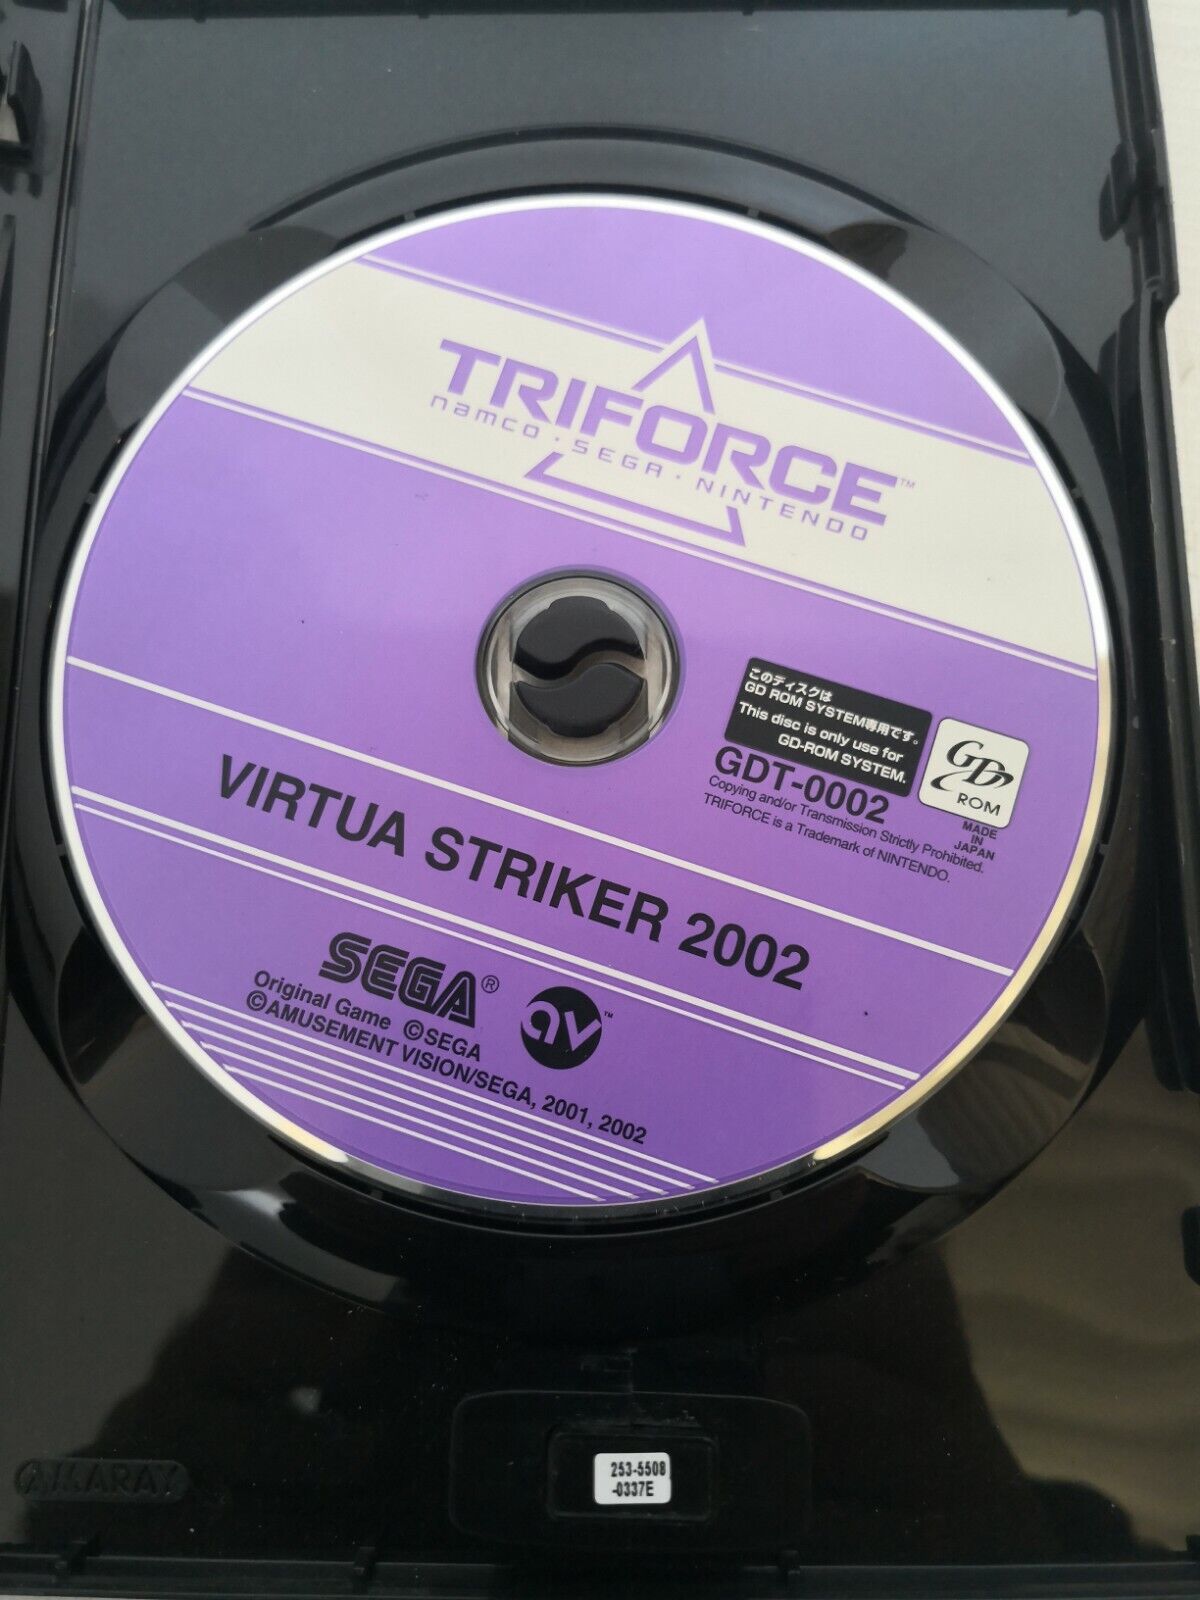 TRIFORCE™
namco · SEGA · NINTENDO
このディスクは
GD ROM SYSTEM専用です。
This disc is only use for
GD-ROM SYSTEM.
GD
ROM
GDT-0002
MADE
IN
JAPAN
Copying and/or Transmission Strictly Prohibited.
TRIFORCE is a Trademark of NINTENDO.
VIRTUA STRIKER 2002
SEGA®
av™
Original Game ©SEGA
©AMUSEMENT VISION/SEGA, 2001, 2002
AMARAY
253-5508
-0337E